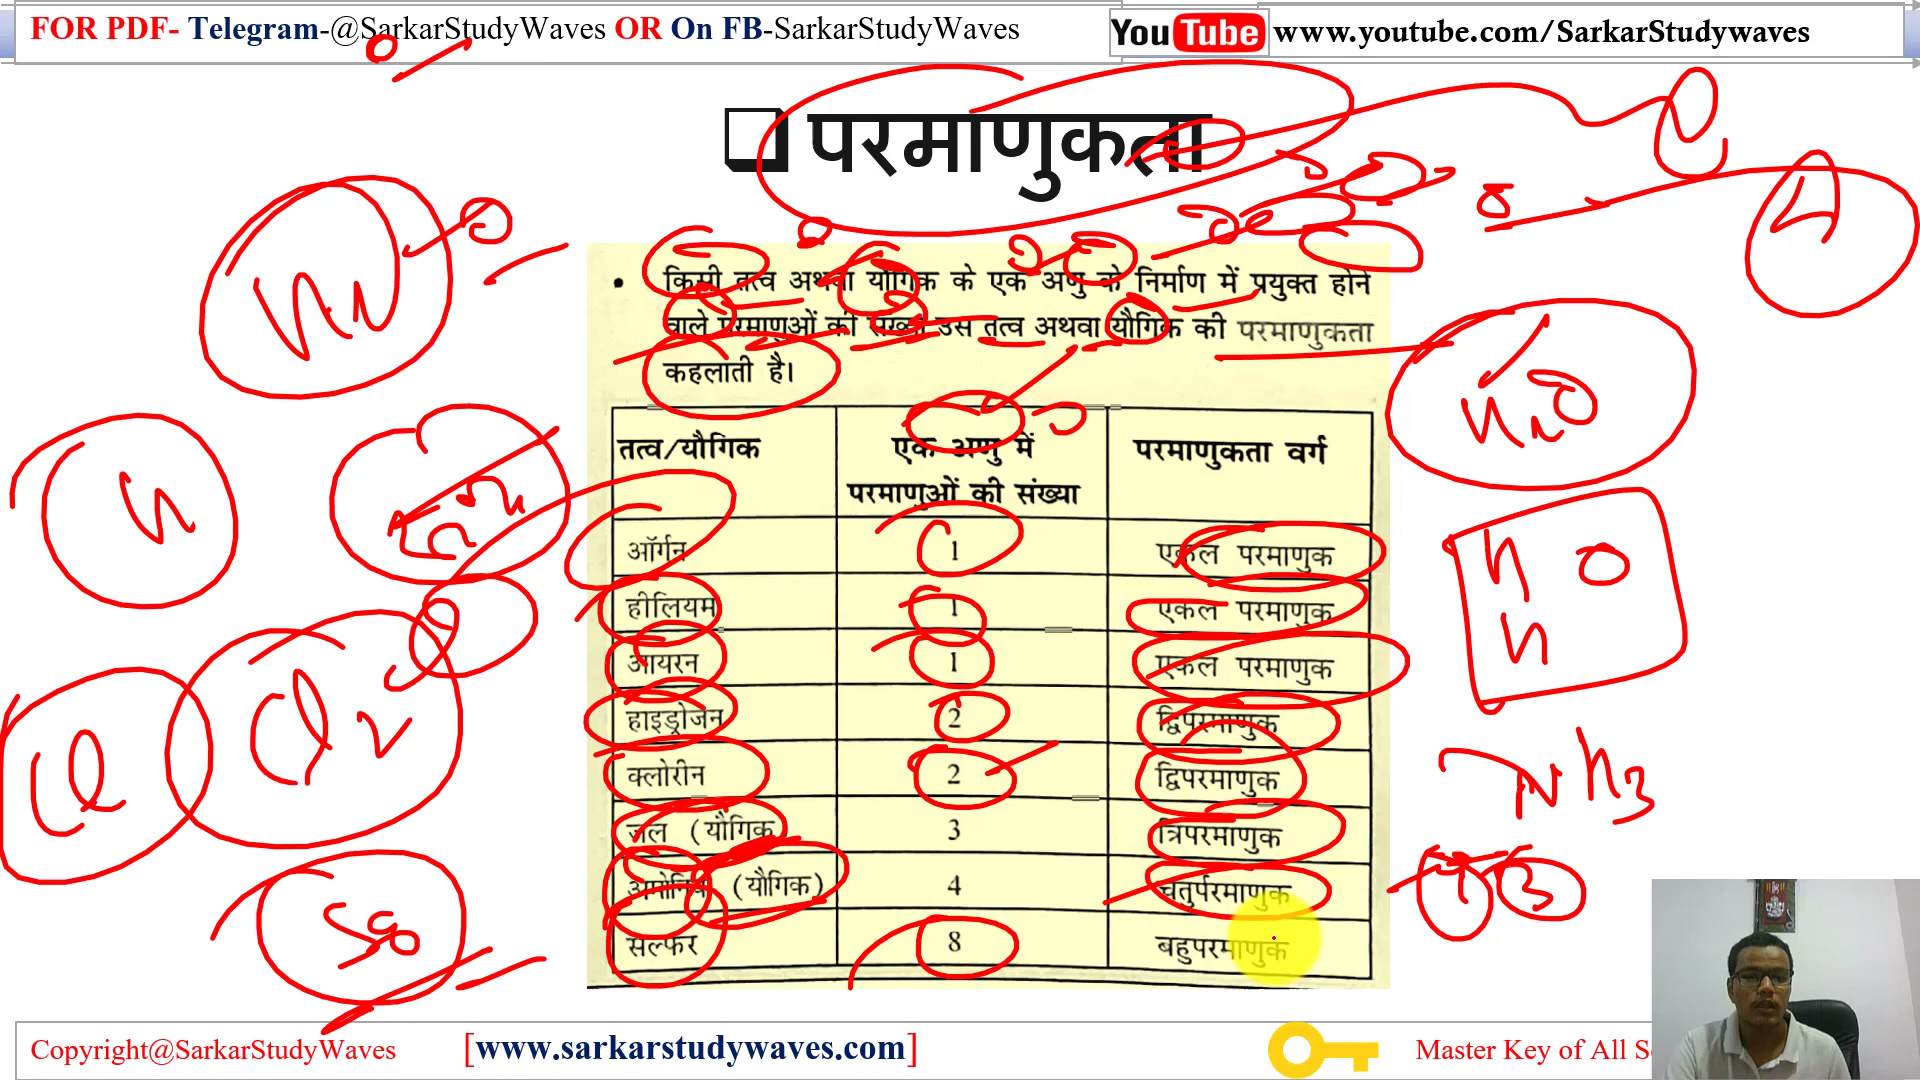 FOR PDF- Telegram-@SarkarStudyWaves OR On FB-SarkarStudyWaves
YouTube www.youtube.com/SarkarStudywaves
परमाणुकता
• किसी तत्व अथवा यौगिक के एक अणु के निर्माण में प्रयुक्त होने
वाले परमाणुओं की संख्या उस तत्व अथवा यौगिक की परमाणुकता
कहलाती है।
तत्व/यौगिक एक अणु में परमाणुकता वर्ग
परमाणुओं की संख्या
ऑर्गन 1 एकल परमाणुक
हीलियम 1 एकल परमाणुक
आयरन 1 एकल परमाणुक
हाइड्रोजन 2 द्विपरमाणुक
क्लोरीन 2 द्विपरमाणुक
जल (यौगिक 3 त्रिपरमाणुक
अमोनिया (यौगिक) 4 चतुर्परमाणुक
सल्फर 8 बहुपरमाणुक
H2
H
H2O
H O
H
Cl Cl2
NH3
S8
Copyright@SarkarStudyWaves [www.sarkarstudywaves.com] Master Key of All S